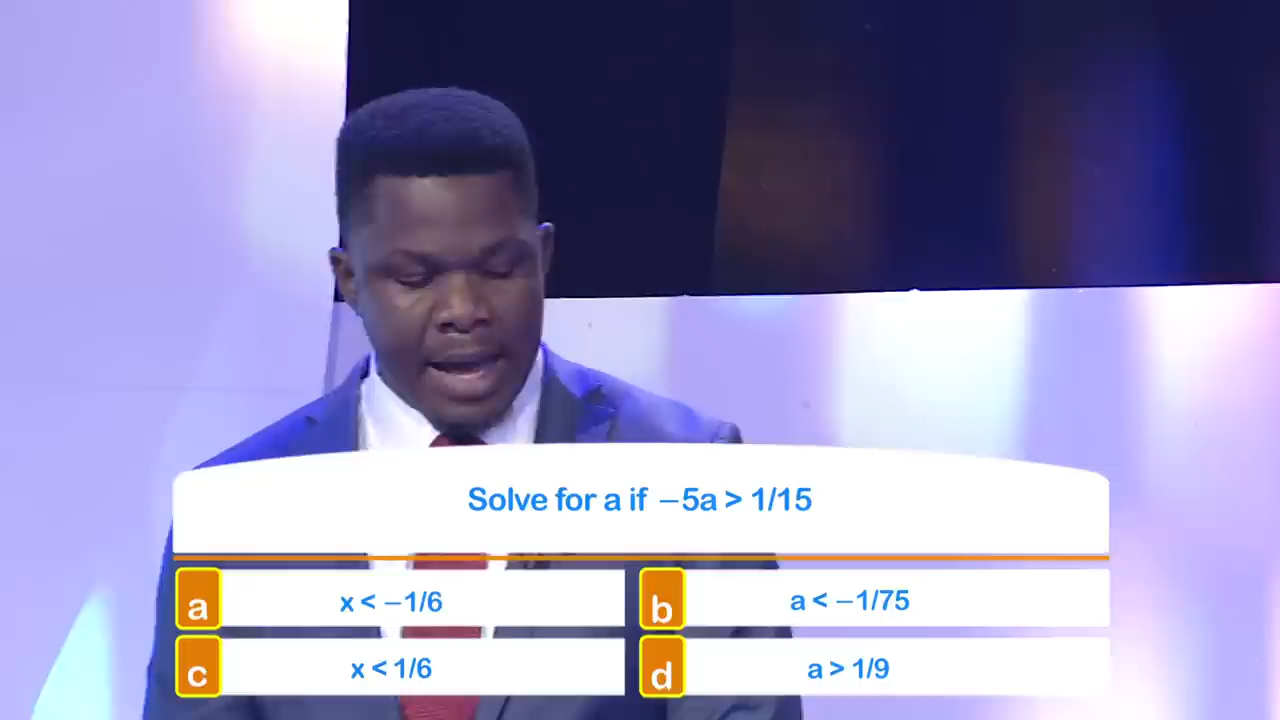 Solve for a if −5a > 1/15
a x < −1/6
b a < −1/75
c x < 1/6
d a > 1/9